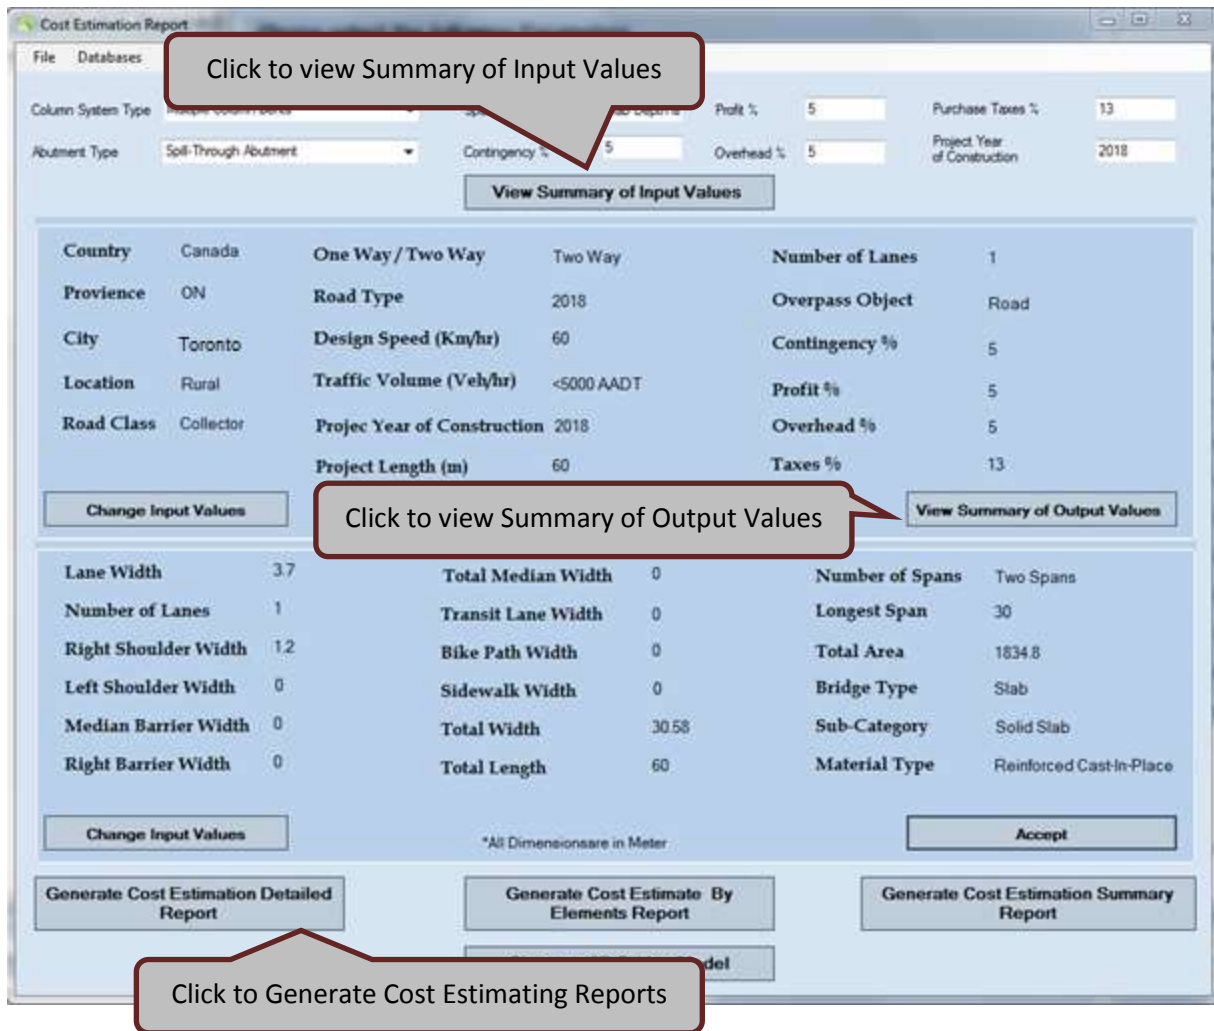 Cost Estimation Report
File Databases
Click to view Summary of Input Values
Column System Type Profit % 5 Purchase Taxes % 13
Abutment Type Spill-Through Abutment Contingency % 5 Overhead % 5 Project Year of Construction 2018
View Summary of Input Values
Country Canada One Way / Two Way Two Way Number of Lanes 1
Provience ON Road Type 2018 Overpass Object Road
City Toronto Design Speed (Km/hr) 60 Contingency % 5
Location Rural Traffic Volume (Veh/hr) <5000 AADT Profit % 5
Road Class Collector Projec Year of Construction 2018 Overhead % 5
Project Length (m) 60 Taxes % 13
Change Input Values Click to view Summary of Output Values View Summary of Output Values
Lane Width 3.7 Total Median Width 0 Number of Spans Two Spans
Number of Lanes 1 Transit Lane Width 0 Longest Span 30
Right Shoulder Width 1.2 Bike Path Width 0 Total Area 1834.8
Left Shoulder Width 0 Sidewalk Width 0 Bridge Type Slab
Median Barrier Width 0 Total Width 30.58 Sub-Category Solid Slab
Right Barrier Width 0 Total Length 60 Material Type Reinforced Cast-In-Place
Change Input Values *All Dimensionsare in Meter Accept
Generate Cost Estimation Detailed Report Generate Cost Estimate By Elements Report Generate Cost Estimation Summary Report
Click to Generate Cost Estimating Reports